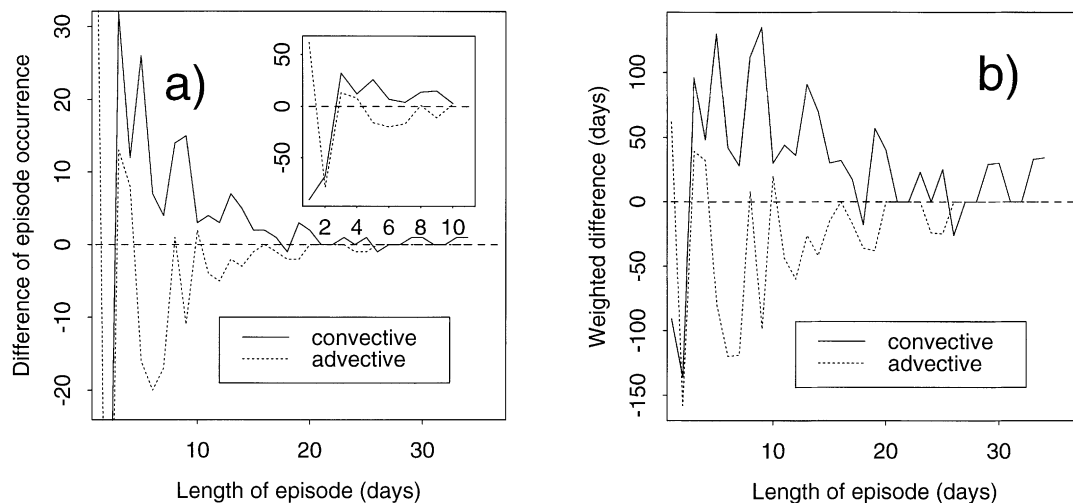 a)
Difference of episode occurrence
30
20
10
0
-10
-20
50
0
-50
2 4 6 8 10
convective
advective
10 20 30
Length of episode (days)
b)
Weighted difference (days)
100
50
0
-50
-100
-150
convective
advective
10 20 30
Length of episode (days)